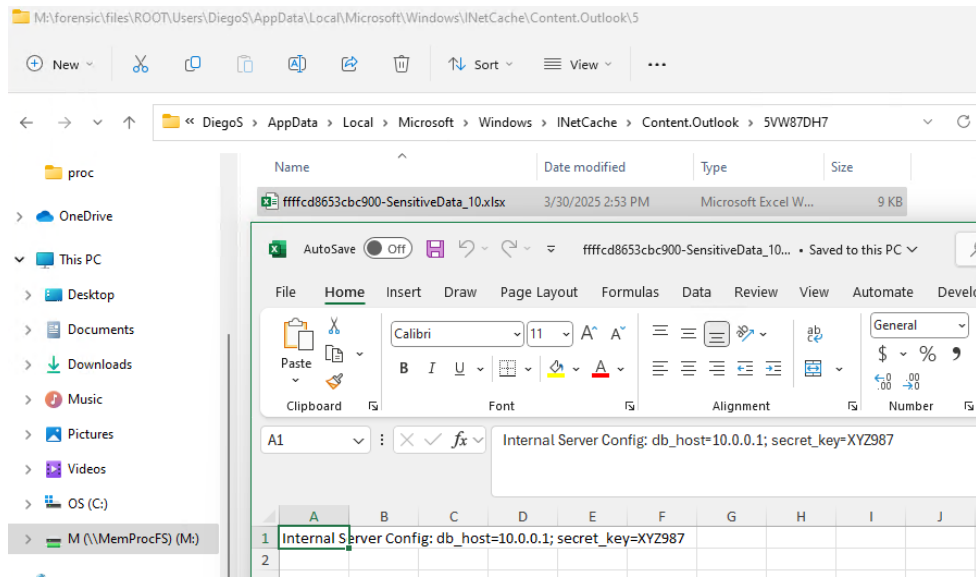 M:\forensic\files\ROOT\Users\DiegoS\AppData\Local\Microsoft\Windows\INetCache\Content.Outlook\5
New
Sort
View
« DiegoS > AppData > Local > Microsoft > Windows > INetCache > Content.Outlook > 5VW87DH7
proc
OneDrive
This PC
Desktop
Documents
Downloads
Music
Pictures
Videos
OS (C:)
M (\\MemProcFS) (M:)
Name Date modified Type Size
ffffcd8653cbc900-SensitiveData_10.xlsx 3/30/2025 2:53 PM Microsoft Excel W... 9 KB
AutoSave Off ffffcd8653cbc900-SensitiveData_10... • Saved to this PC
File Home Insert Draw Page Layout Formulas Data Review View Automate Develo
Paste
Calibri 11 A^ A˅
B I U A
ab
General
$ % 9
.00
Clipboard Font Alignment Number
A1 fx Internal Server Config: db_host=10.0.0.1; secret_key=XYZ987
A B C D E F G H I J
1 Internal Server Config: db_host=10.0.0.1; secret_key=XYZ987
2